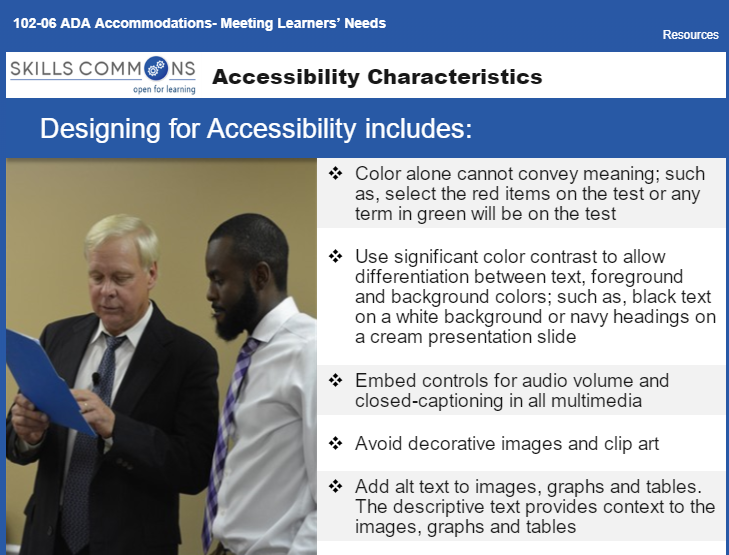 102-06 ADA Accommodations- Meeting Learners’ Needs
Resources
SKILLS COMMONS
open for learning
Accessibility Characteristics
Designing for Accessibility includes:
❖ Color alone cannot convey meaning; such
as, select the red items on the test or any
term in green will be on the test
❖ Use significant color contrast to allow
differentiation between text, foreground
and background colors; such as, black text
on a white background or navy headings on
a cream presentation slide
❖ Embed controls for audio volume and
closed-captioning in all multimedia
❖ Avoid decorative images and clip art
❖ Add alt text to images, graphs and tables.
The descriptive text provides context to the
images, graphs and tables